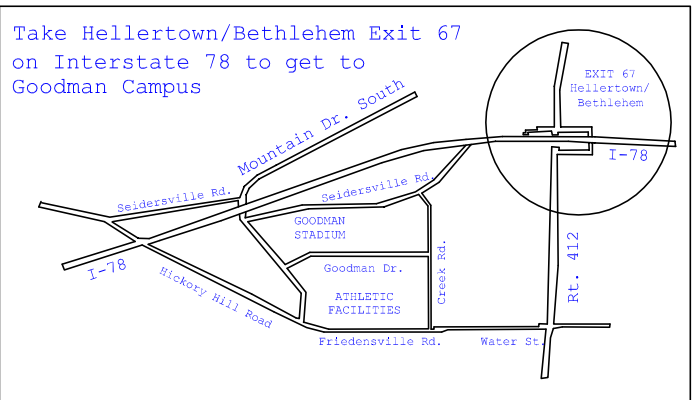 Take Hellertown/Bethlehem Exit 67
on Interstate 78 to get to
Goodman Campus
EXIT 67
Hellertown/
Bethlehem
Mountain Dr. South
I-78
Seidersville Rd.
Seidersville Rd.
GOODMAN
STADIUM
I-78
Hickory Hill Road
Goodman Dr.
Creek Rd.
Rt. 412
ATHLETIC
FACILITIES
Friedensville Rd.
Water St.